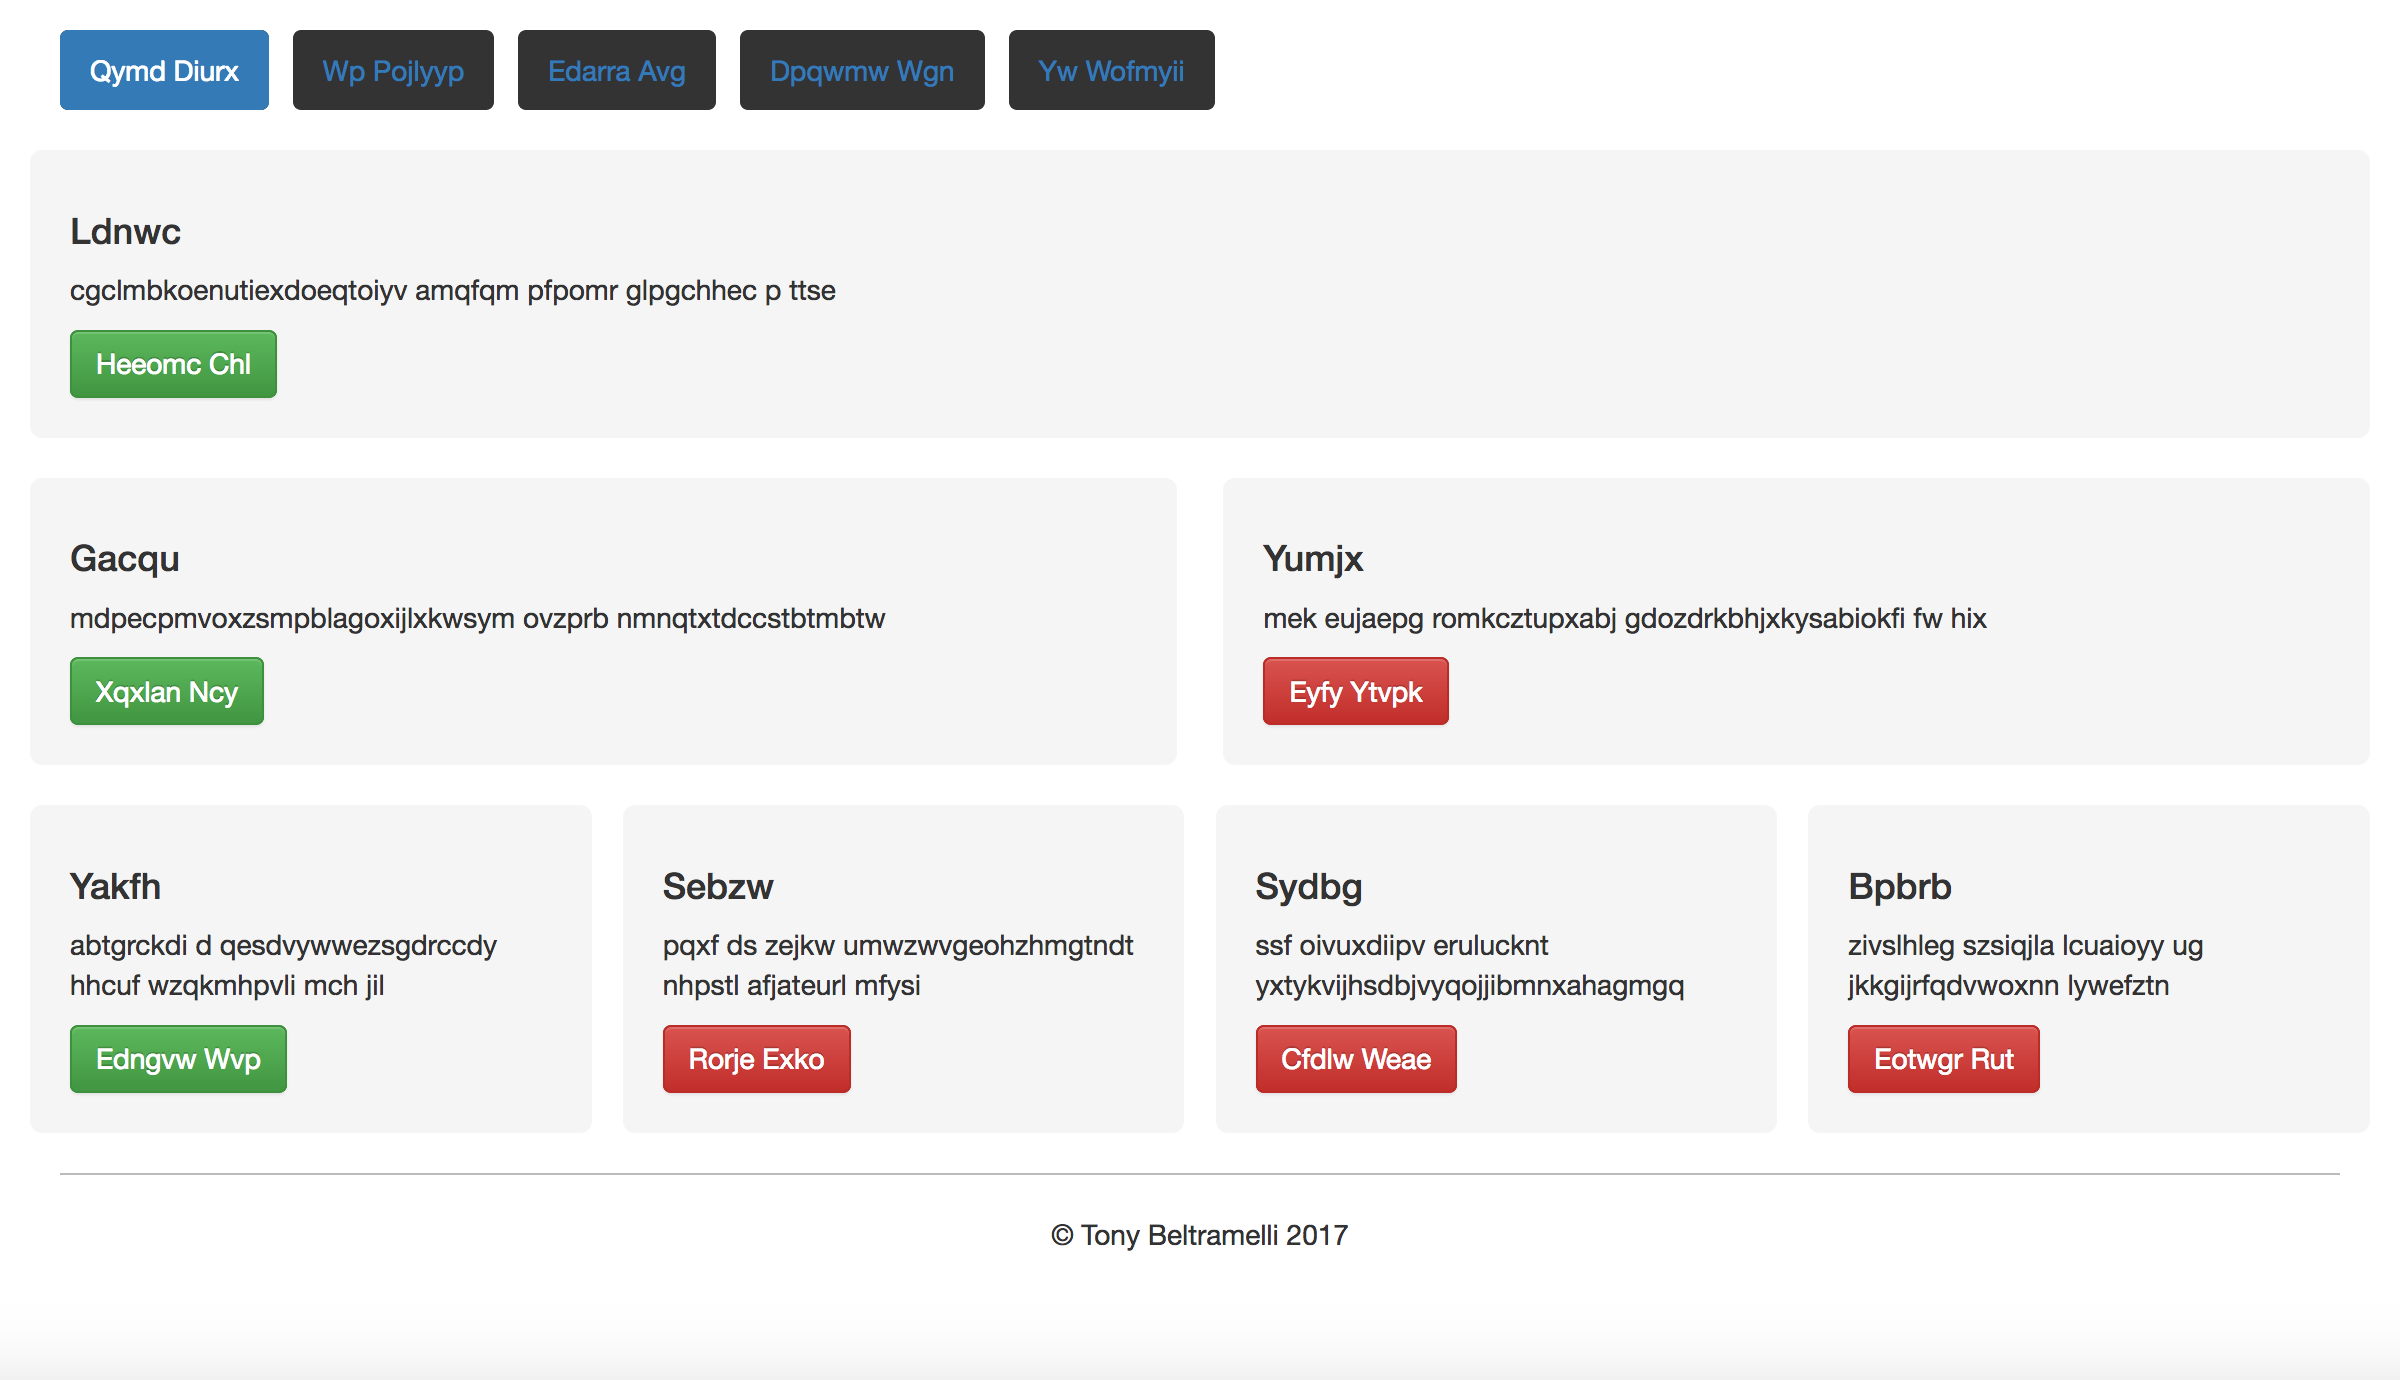 Qymd Diurx Wp Pojlyyp Edarra Avg Dpqwmw Wgn Yw Wofmyii
Ldnwc
cgclmbkoenutiexdoeqtoiyv amqfqm pfpomr glpgchhec p ttse
Heeomc Chl
Gacqu
mdpecpmvoxzsmpblagoxijlxkwsym ovzprb nmnqtxtdccstbtmbtw
Xqxlan Ncy
Yumjx
mek eujaepg romkcztupxabj gdozdrkbhjxkysabiokfi fw hix
Eyfy Ytvpk
Yakfh
abtgrckdi d qesdvywwezsgdrccdy
hhcuf wzqkmhpvli mch jil
Edngvw Wvp
Sebzw
pqxf ds zejkw umwzwvgeohzhmgtndt
nhpstl afjateurl mfysi
Rorje Exko
Sydbg
ssf oivuxdiipv erulucknt
yxtykvijhsdbjvyqojjibmnxahagmgq
Cfdlw Weae
Bpbrb
zivslhleg szsiqjla lcuaioyy ug
jkkgijrfqdvwoxnn lywefztn
Eotwgr Rut
© Tony Beltramelli 2017